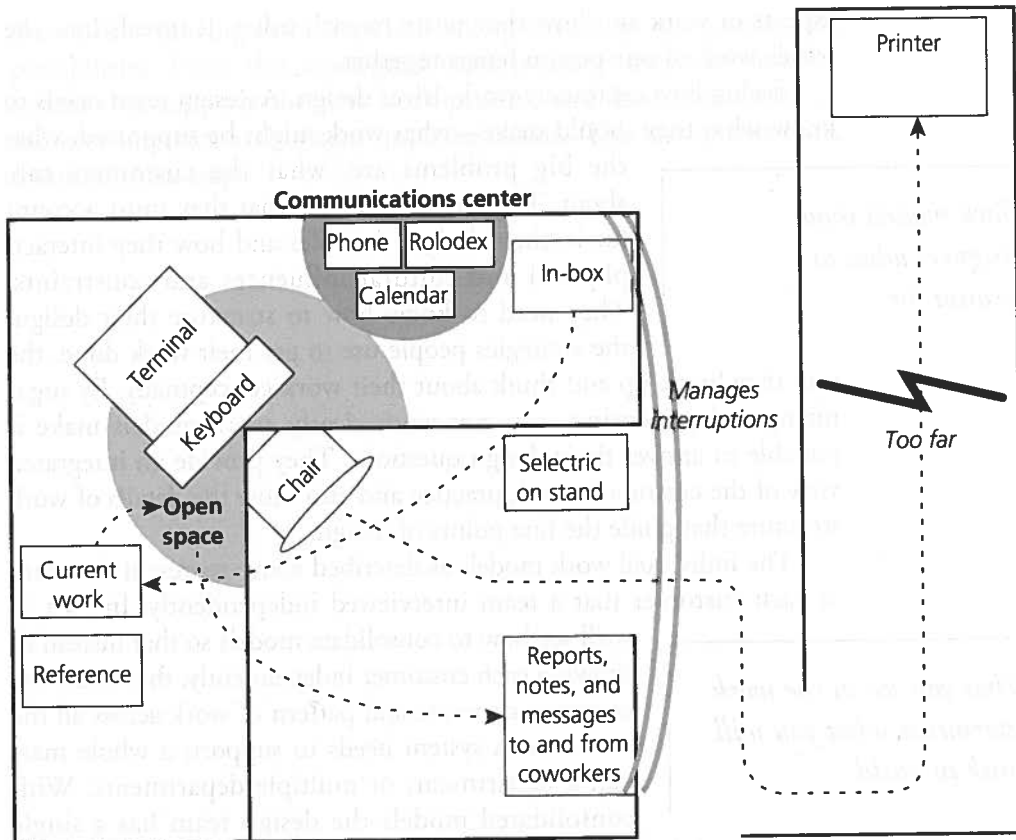 Printer
Communications center
Phone
Rolodex
Calendar
In-box
Terminal
Keyboard
Manages
interruptions
Too far
Chair
Selectric
on stand
Open
space
Current
work
Reference
Reports,
notes, and
messages
to and from
coworkers